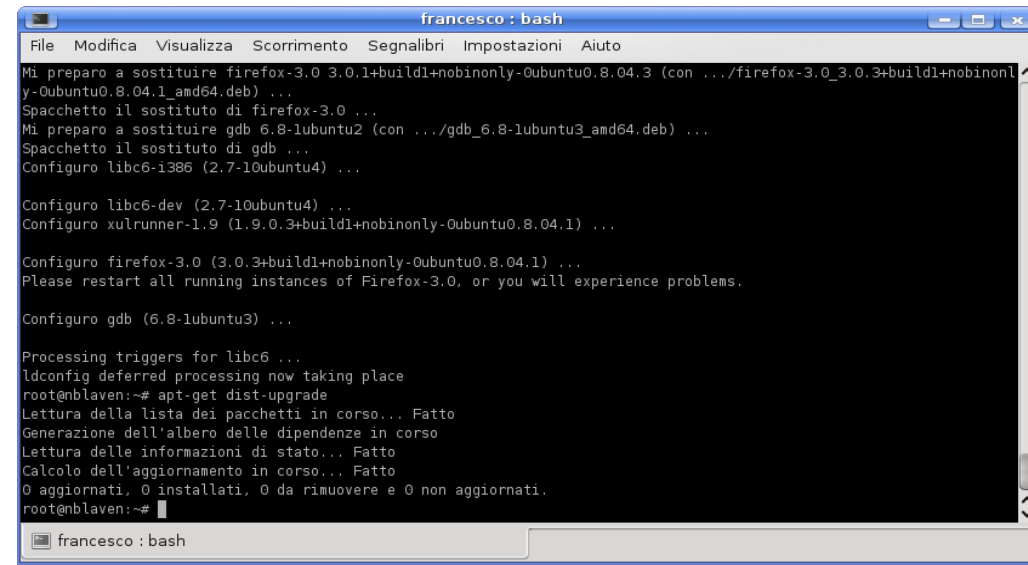 francesco : bash
File Modifica Visualizza Scorrimento Segnalibri Impostazioni Aiuto
Mi preparo a sostituire firefox-3.0 3.0.1+build1+nobinonly-0ubuntu0.8.04.3 (con .../firefox-3.0_3.0.3+build1+nobinonl
y-0ubuntu0.8.04.1_amd64.deb) ...
Spacchetto il sostituto di firefox-3.0 ...
Mi preparo a sostituire gdb 6.8-1ubuntu2 (con .../gdb_6.8-1ubuntu3_amd64.deb) ...
Spacchetto il sostituto di gdb ...
Configuro libc6-i386 (2.7-10ubuntu4) ...
Configuro libc6-dev (2.7-10ubuntu4) ...
Configuro xulrunner-1.9 (1.9.0.3+build1+nobinonly-0ubuntu0.8.04.1) ...
Configuro firefox-3.0 (3.0.3+build1+nobinonly-0ubuntu0.8.04.1) ...
Please restart all running instances of Firefox-3.0, or you will experience problems.
Configuro gdb (6.8-1ubuntu3) ...
Processing triggers for libc6 ...
ldconfig deferred processing now taking place
root@nblaven:~# apt-get dist-upgrade
Lettura della lista dei pacchetti in corso... Fatto
Generazione dell'albero delle dipendenze in corso
Lettura delle informazioni di stato... Fatto
Calcolo dell'aggiornamento in corso... Fatto
0 aggiornati, 0 installati, 0 da rimuovere e 0 non aggiornati.
root@nblaven:~#
francesco : bash